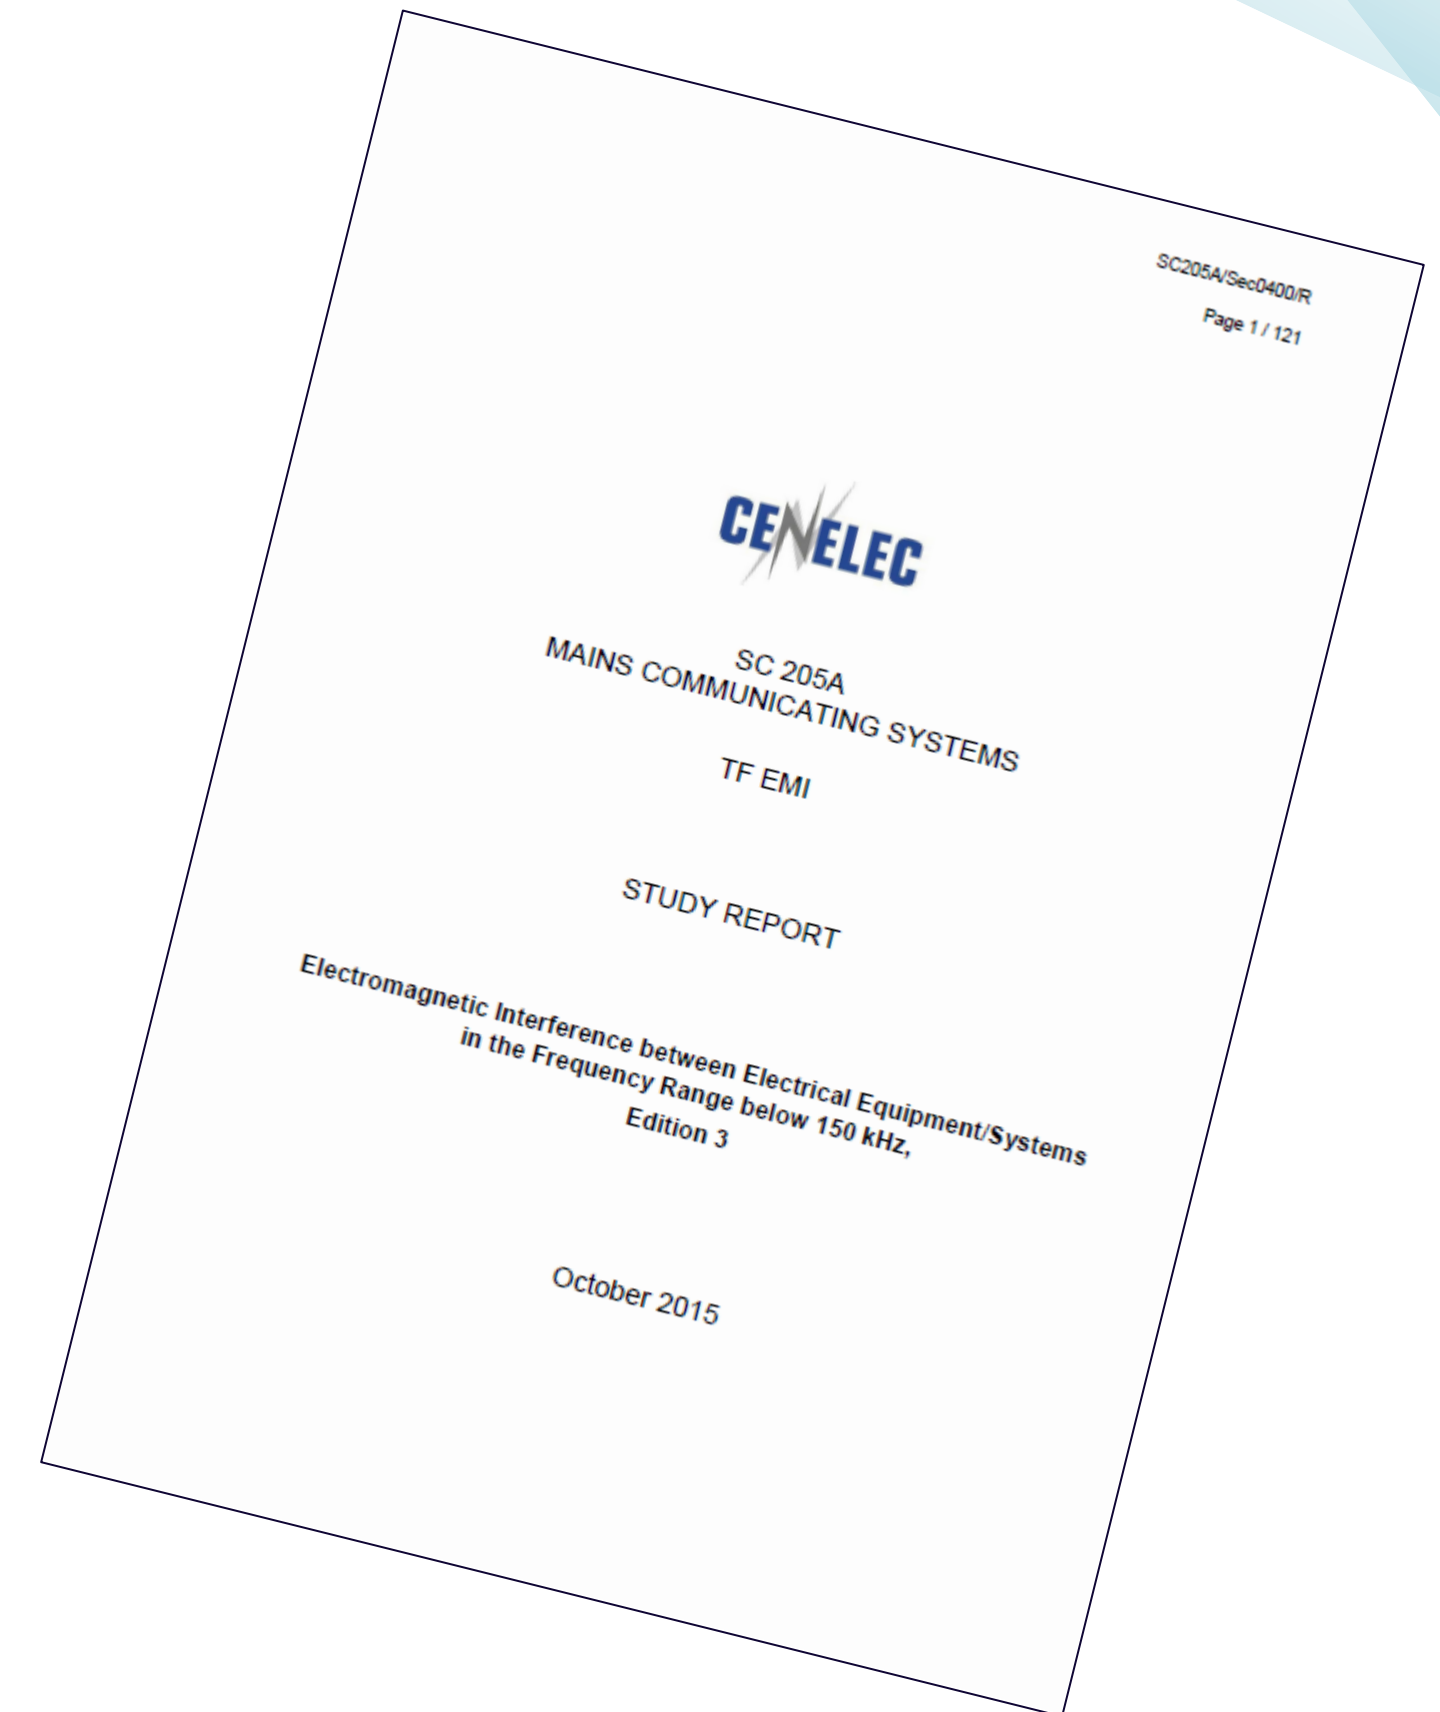 SC205A/Sec0400/R
Page 1 / 121
CENELEC
SC 205A
MAINS COMMUNICATING SYSTEMS
TF EMI
STUDY REPORT
Electromagnetic Interference between Electrical Equipment/Systems
in the Frequency Range below 150 kHz,
Edition 3
October 2015